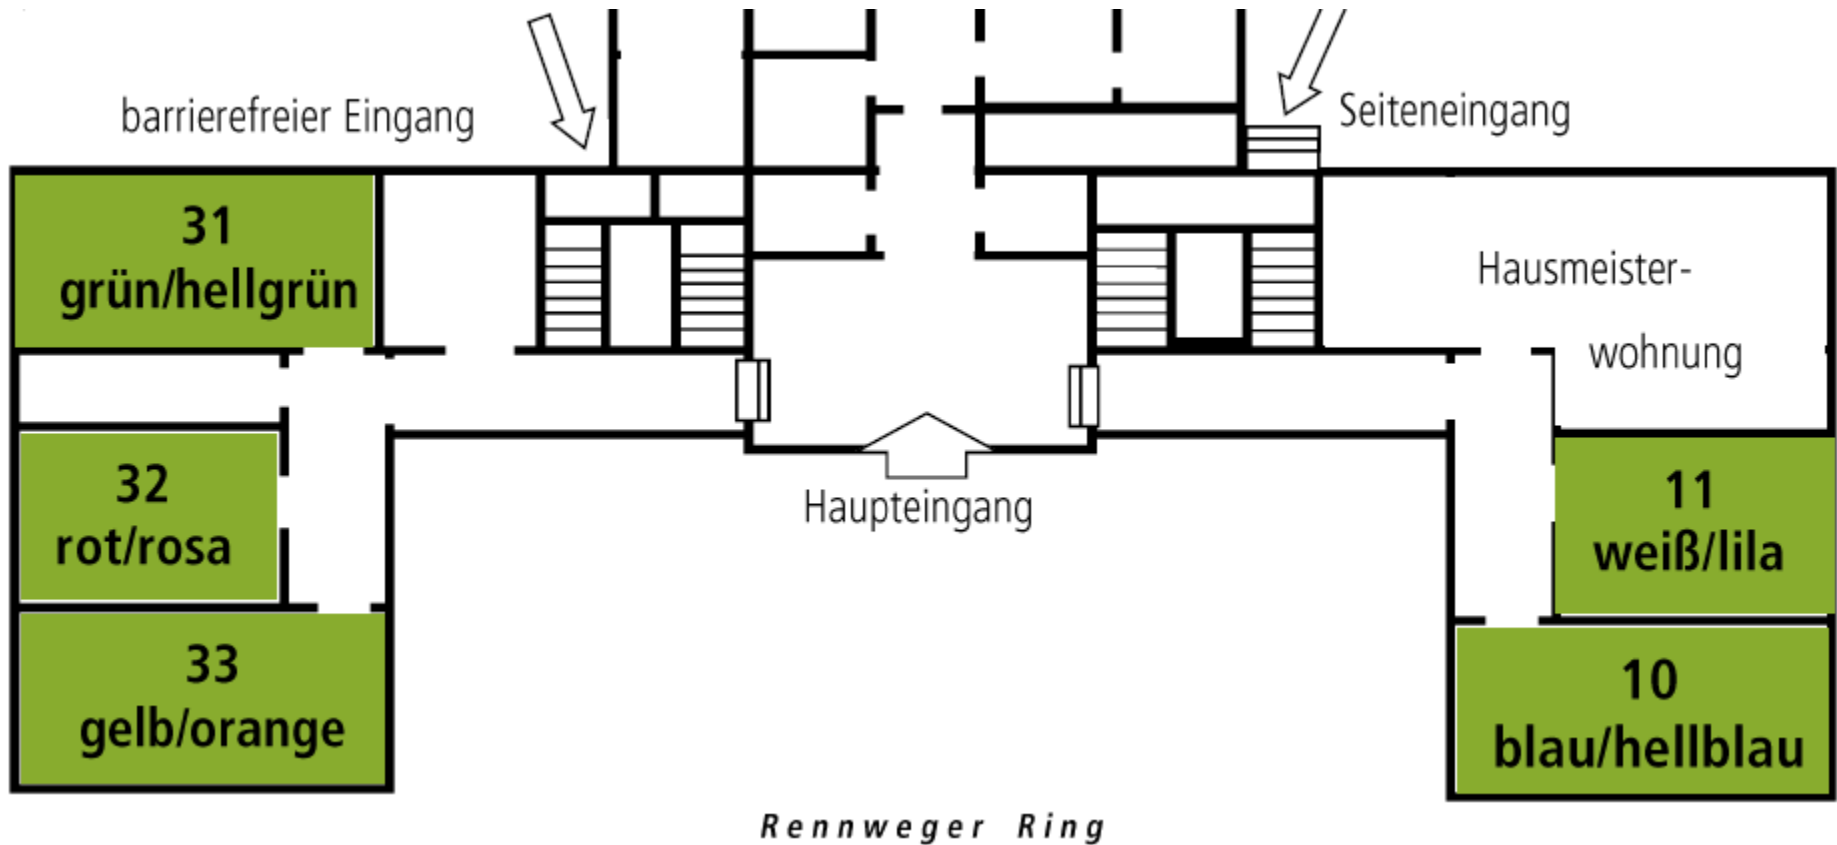 barrierefreier Eingang
Seiteneingang
31
grün/hellgrün
Hausmeister-
wohnung
32
rot/rosa
Haupteingang
11
weiß/lila
33
gelb/orange
10
blau/hellblau
Rennweger Ring